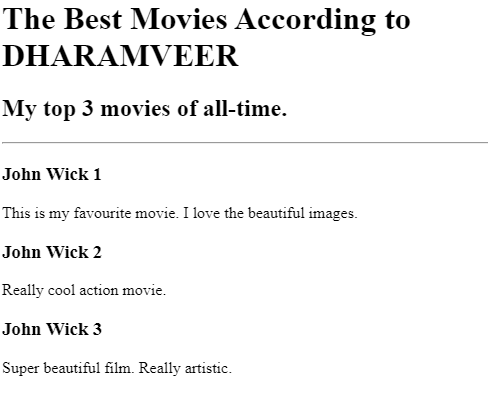 The Best Movies According to
DHARAMVEER
My top 3 movies of all-time.
John Wick 1
This is my favourite movie. I love the beautiful images.
John Wick 2
Really cool action movie.
John Wick 3
Super beautiful film. Really artistic.